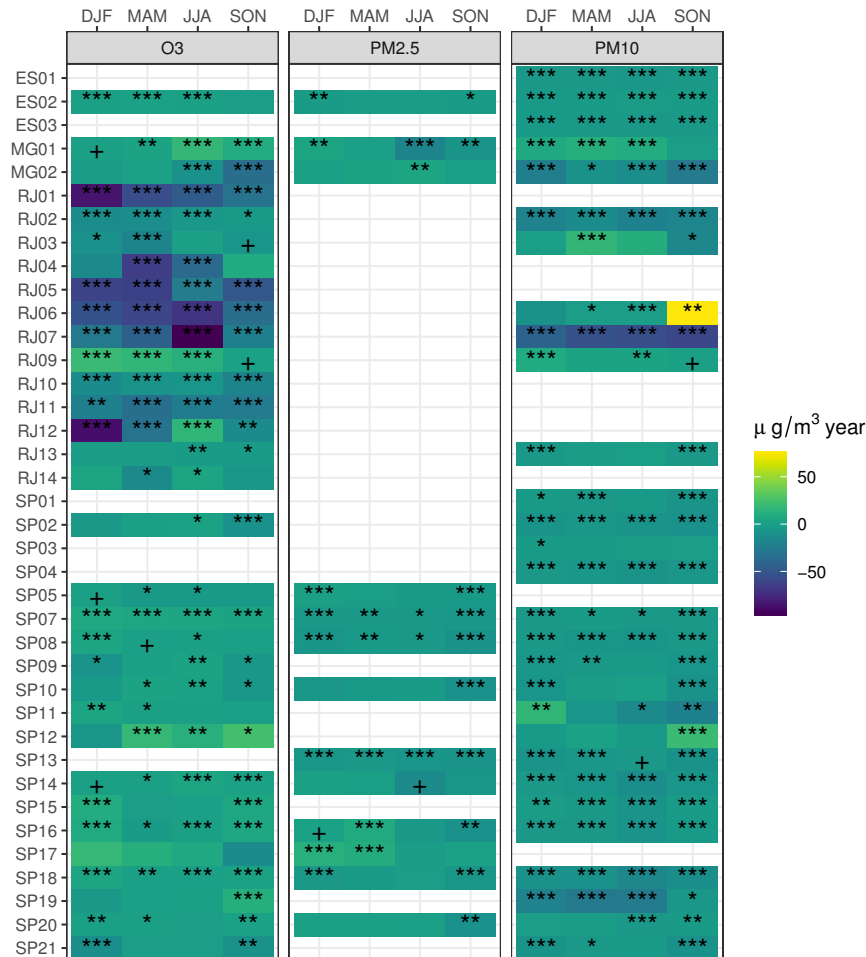 DJF MAM JJA SON DJF MAM JJA SON DJF MAM JJA SON
O3 PM2.5 PM10
ES01 *** *** *** ***
ES02 *** *** *** ** * *** *** *** ***
ES03 *** *** *** ***
MG01 + ** *** *** ** *** ** *** *** ***
MG02 *** *** ** *** * *** ***
RJ01 *** *** *** ***
RJ02 *** *** *** * *** *** *** ***
RJ03 * *** + *** *
RJ04 *** ***
RJ05 *** *** *** ***
RJ06 *** *** *** *** * *** **
RJ07 *** *** *** *** *** *** *** ***
RJ09 *** *** *** + *** ** +
RJ10 *** *** *** ***
RJ11 ** *** *** ***
RJ12 *** *** *** **
RJ13 ** * *** ***
RJ14 * *
SP01 * *** ***
SP02 * *** *** *** *** ***
SP03 *
SP04 *** *** *** ***
SP05 + * * *** ***
SP07 *** *** *** *** *** ** * *** *** * * ***
SP08 *** + * *** ** * *** *** *** *** ***
SP09 * ** * *** ** ***
SP10 * ** * *** *** ***
SP11 ** * ** * **
SP12 *** ** * ***
SP13 *** *** *** *** *** *** + ***
SP14 + * *** *** + *** *** *** ***
SP15 *** *** ** *** *** ***
SP16 *** * *** *** + *** ** *** *** *** ***
SP17 *** ***
SP18 *** ** *** *** *** *** *** *** *** ***
SP19 *** *** *** *** *
SP20 ** * ** ** *** **
SP21 *** ** *** * ***
μ g/m³ year
50
0
−50